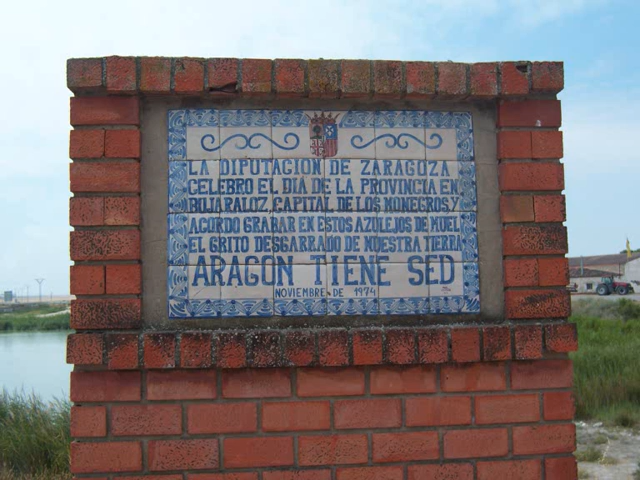 LA DIPUTACION DE ZARAGOZA
CELEBRO EL DIA DE LA PROVINCIA EN
BUJARALOZ, CAPITAL DE LOS MONEGROS Y
ACORDO GRABAR EN ESTOS AZULEJOS DE MUEL
EL GRITO DESGARRADO DE NUESTRA TIERRA
ARAGON TIENE SED
NOVIEMBRE DE 1974